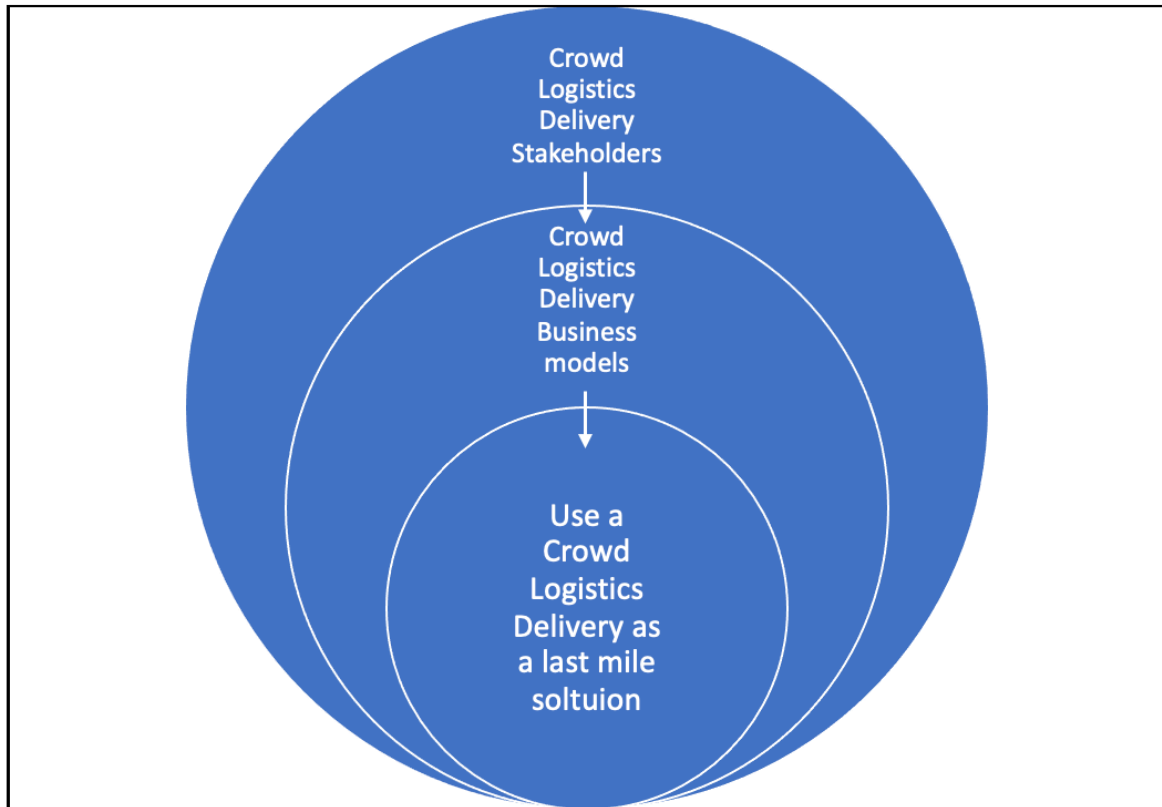 Crowd
Logistics
Delivery
Stakeholders
Crowd
Logistics
Delivery
Business
models
Use a
Crowd
Logistics
Delivery as
a last mile
soltuion